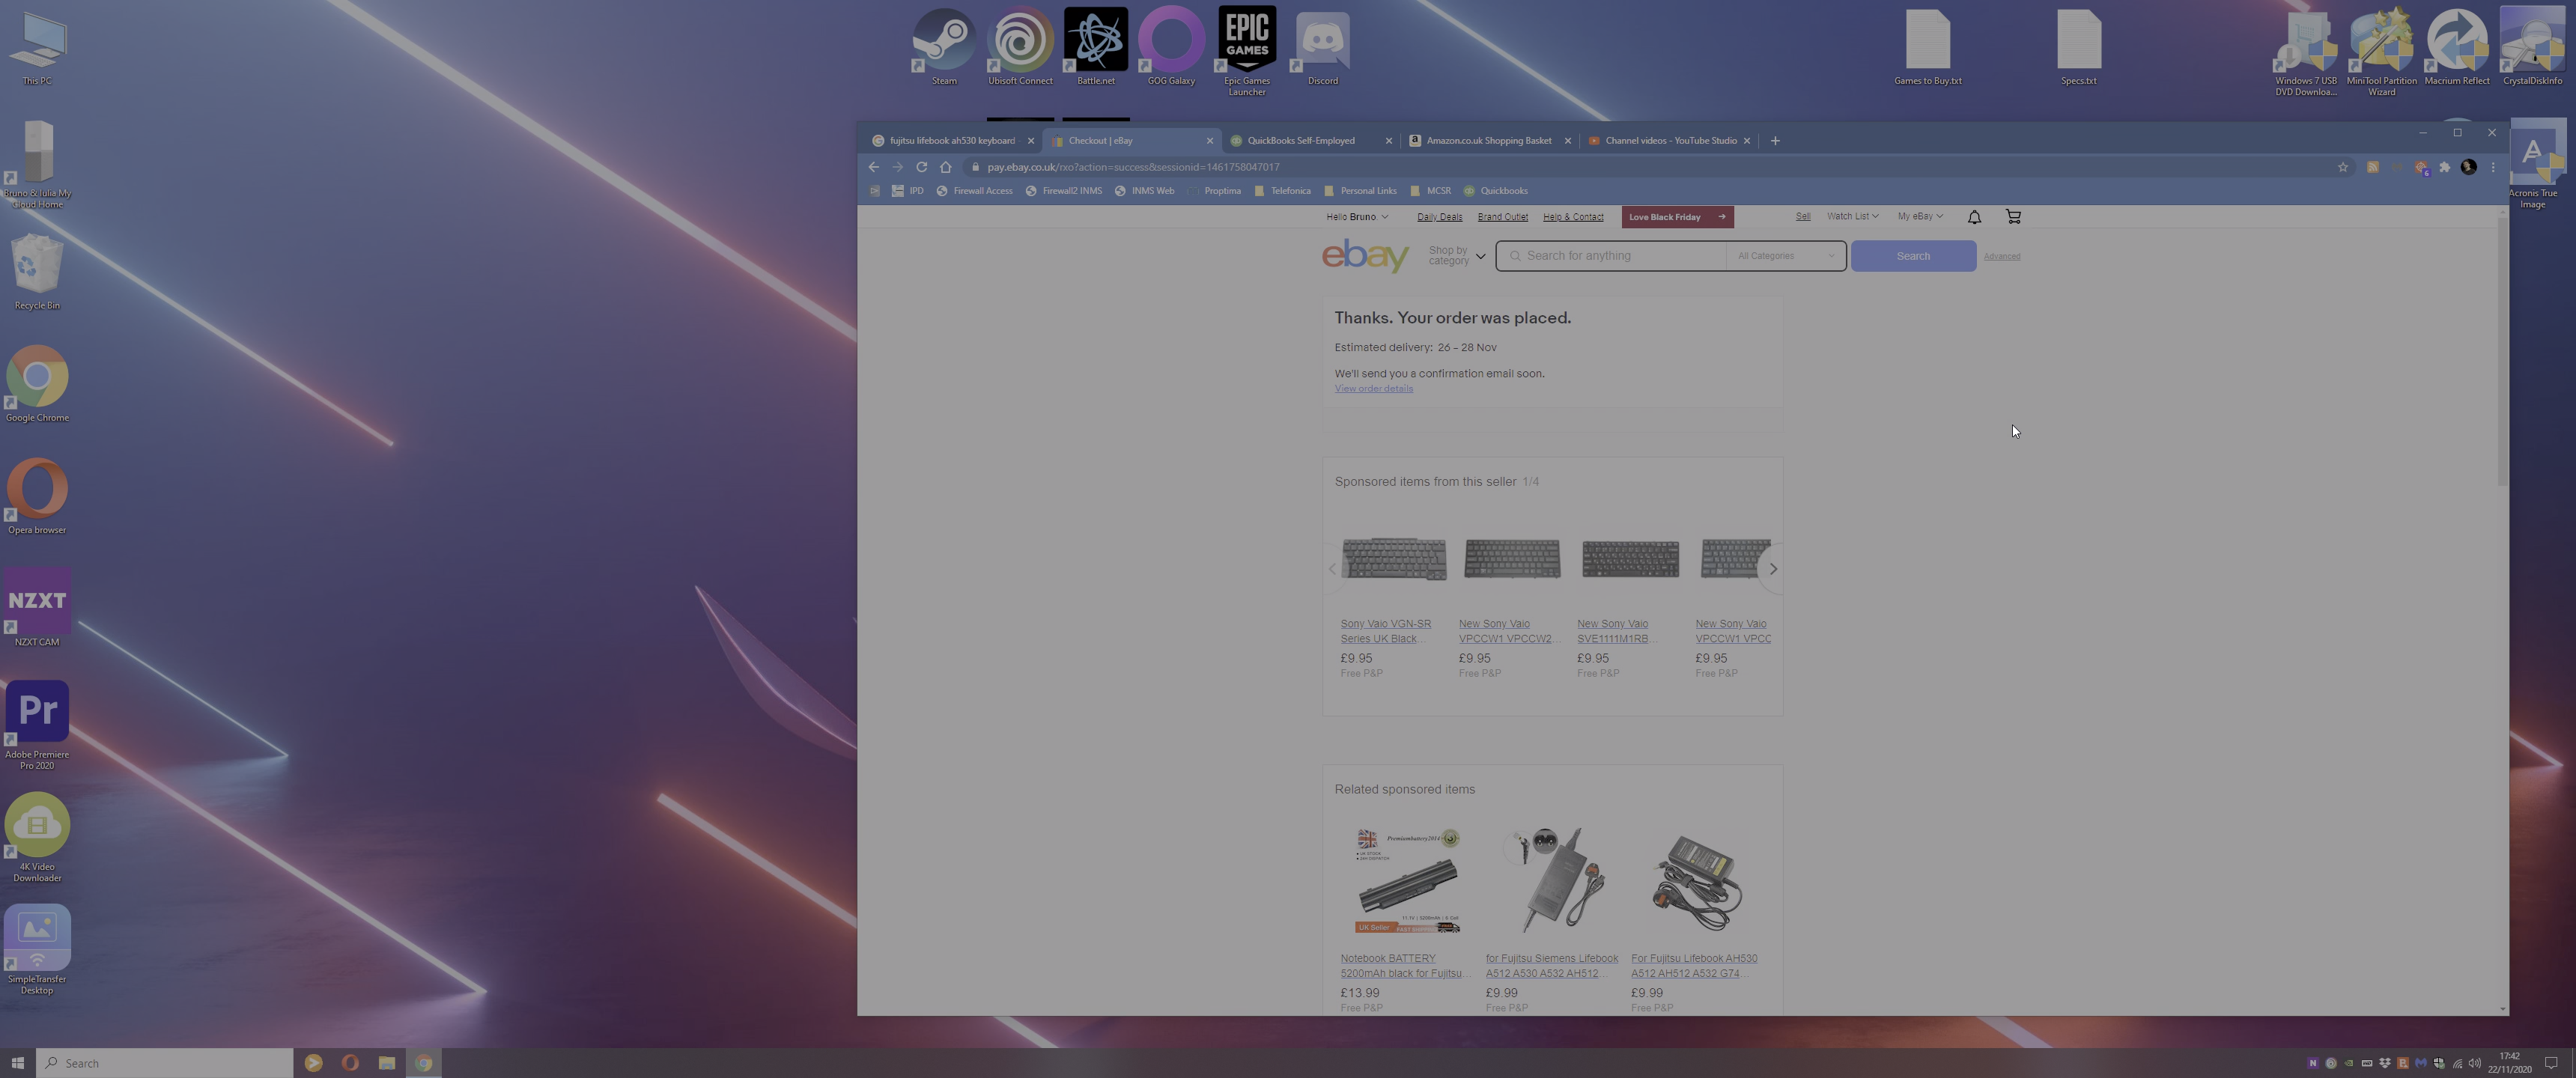 This PC
Bruno & Julia My
Cloud Home
Recycle Bin
Google Chrome
Opera browser
NZXT
NZXT CAM
Pr
Adobe Premiere
Pro 2020
4K Video
Downloader
SimpleTransfer
Desktop
Steam
Ubisoft Connect
Battle.net
GOG Galaxy
EPIC
GAMES
Epic Games
Launcher
Discord
Games to Buy.txt
Specs.txt
Windows 7 USB
DVD Downloa...
MiniTool Partition
Wizard
Macrium Reflect
CrystalDiskInfo
A
Acronis True
Image
fujitsu lifebook ah530 keyboard
Checkout | eBay
QuickBooks Self-Employed
Amazon.co.uk Shopping Basket
Channel videos - YouTube Studio
pay.ebay.co.uk/rxo?action=success&sessionid=1461758047017
IPD
Firewall Access
Firewall2 INMS
INMS Web
Proptima
Telefonica
Personal Links
MCSR
Quickbooks
Hello Bruno.
Daily Deals
Brand Outlet
Help & Contact
Love Black Friday
Sell
Watch List
My eBay
ebay
Shop by
category
Search for anything
All Categories
Search
Advanced
Thanks. Your order was placed.
Estimated delivery: 26 – 28 Nov
We'll send you a confirmation email soon.
View order details
Sponsored items from this seller 1/4
Sony Vaio VGN-SR
Series UK Black...
£9.95
Free P&P
New Sony Vaio
VPCCW1 VPCCW2...
£9.95
Free P&P
New Sony Vaio
SVE1111M1RB...
£9.95
Free P&P
New Sony Vaio
VPCCW1 VPCC
£9.95
Free P&P
Related sponsored items
Premiumbattery2014
UK Seller
Notebook BATTERY
5200mAh black for Fujitsu...
£13.99
Free P&P
for Fujitsu Siemens Lifebook
A512 A530 A532 AH512...
£9.99
Free P&P
For Fujitsu Lifebook AH530
A512 AH512 A532 G74...
£9.99
Free P&P
Search
17:42
22/11/2020